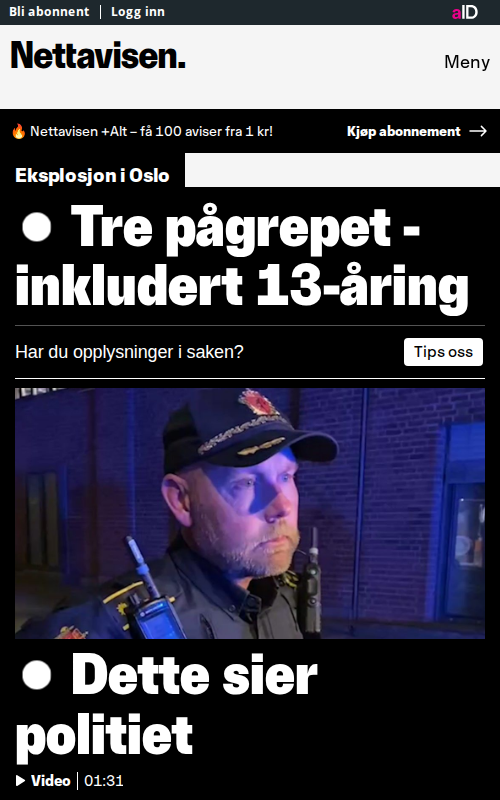 Bli abonnent | Logg inn
aID
Nettavisen.
Meny
🔥 Nettavisen +Alt – få 100 aviser fra 1 kr!
Kjøp abonnement →
Eksplosjon i Oslo
Tre pågrepet -
inkludert 13-åring
Har du opplysninger i saken?
Tips oss
Dette sier
politiet
Video | 01:31